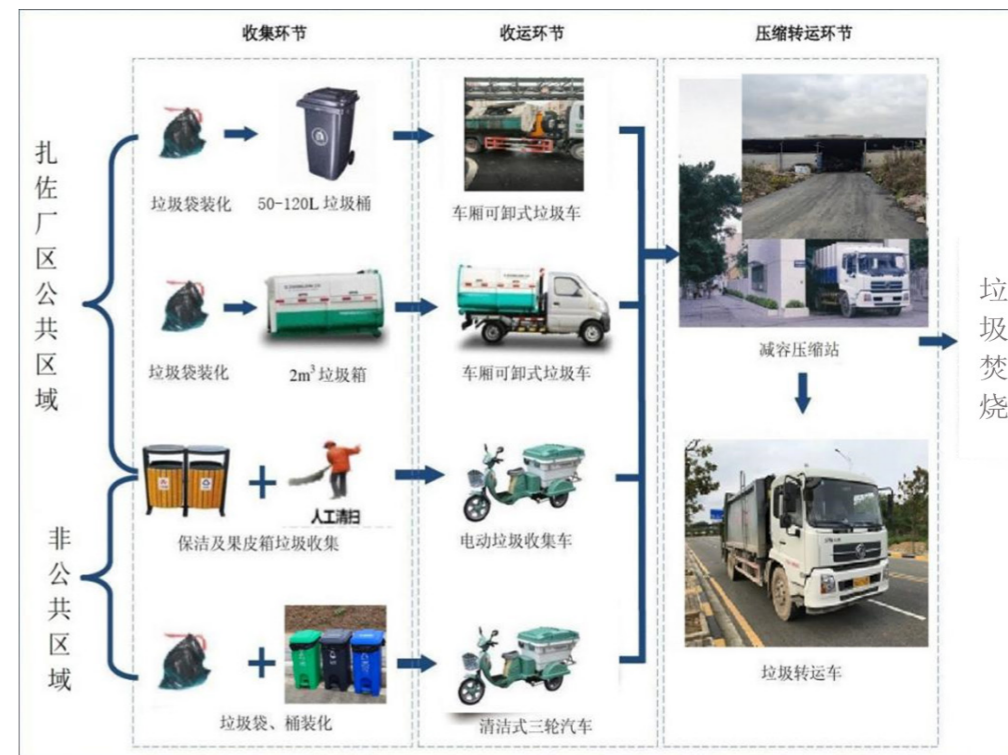 收集环节
收运环节
压缩转运环节
扎佐厂区公共区域
非公共区域
垃圾袋装化
50-120L 垃圾桶
车厢可卸式垃圾车
垃圾袋装化
2m³垃圾箱
车厢可卸式垃圾车
减容压缩站
人工清扫
保洁及果皮箱垃圾收集
电动垃圾收集车
垃圾袋、桶装化
清洁式三轮汽车
垃圾转运车
垃圾焚烧